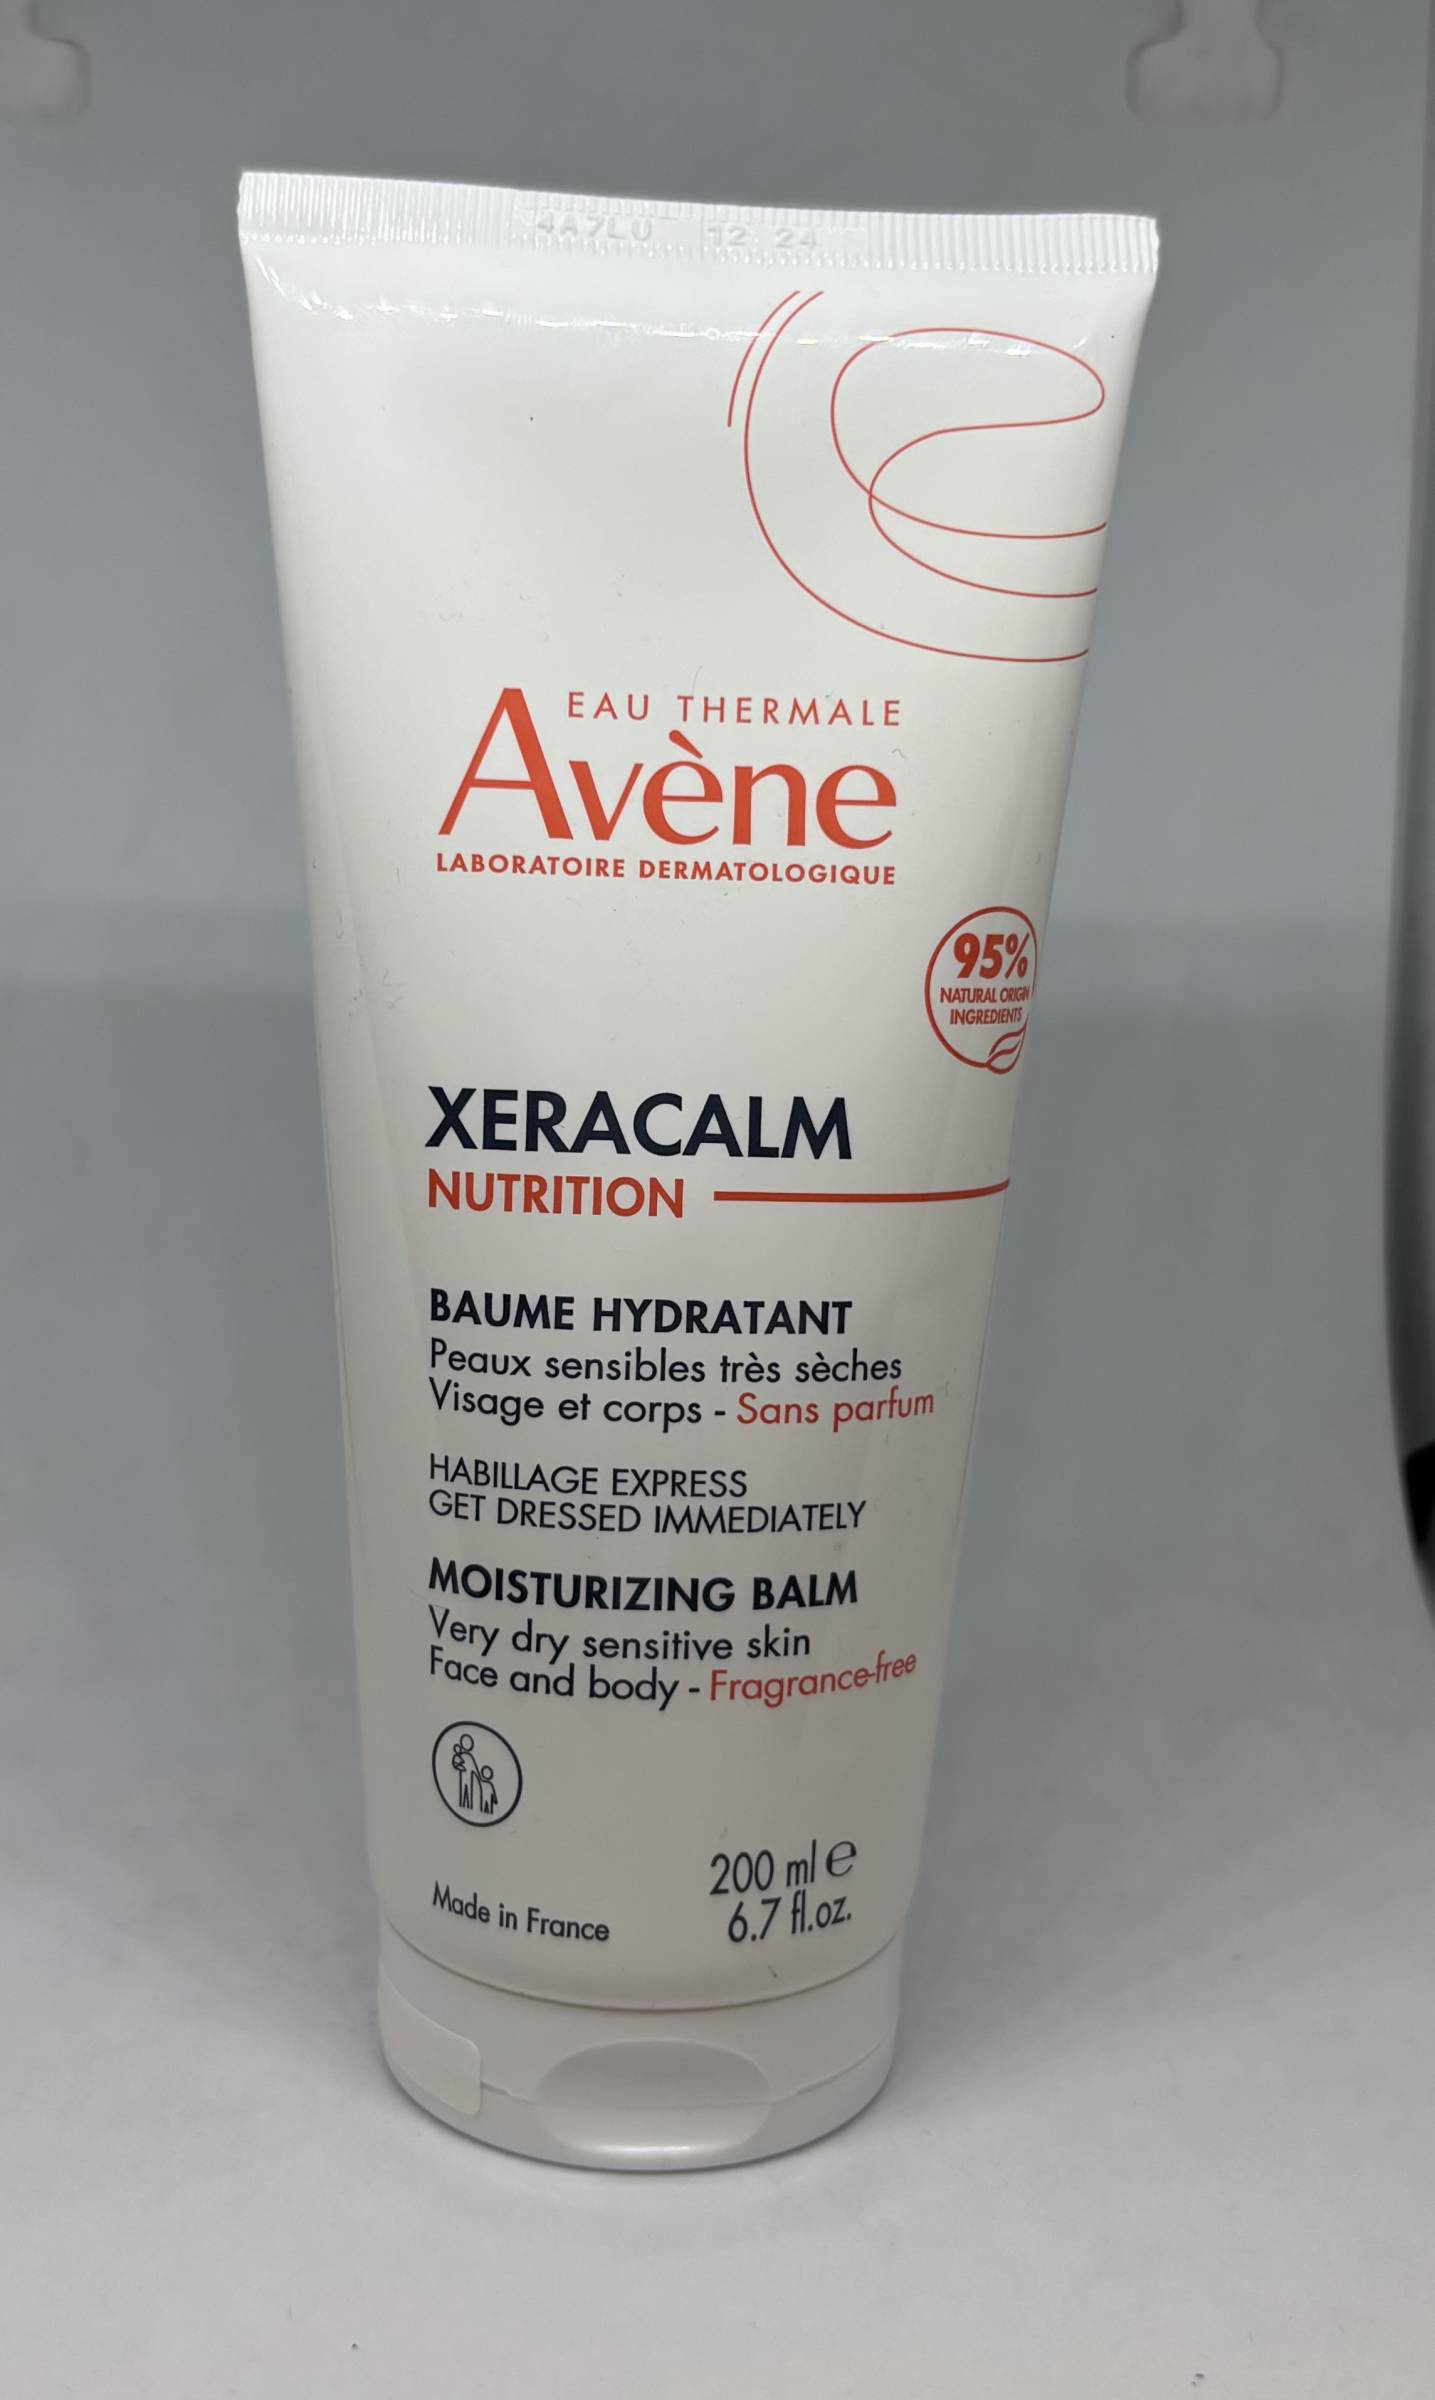 4A7LU 12 24
EAU THERMALE
Avène
LABORATOIRE DERMATOLOGIQUE
95%
NATURAL ORIGIN
INGREDIENTS
XERACALM
NUTRITION
BAUME HYDRATANT
Peaux sensibles très sèches
Visage et corps - Sans parfum
HABILLAGE EXPRESS
GET DRESSED IMMEDIATELY
MOISTURIZING BALM
Very dry sensitive skin
Face and body - Fragrance-free
200 ml ℮
6.7 fl.oz.
Made in France